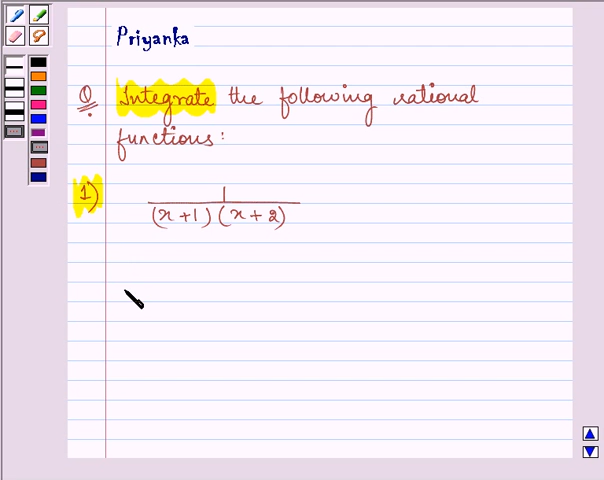 Priyanka
Q Integrate the following rational
functions:
1) 1
(x+1)(x+2)